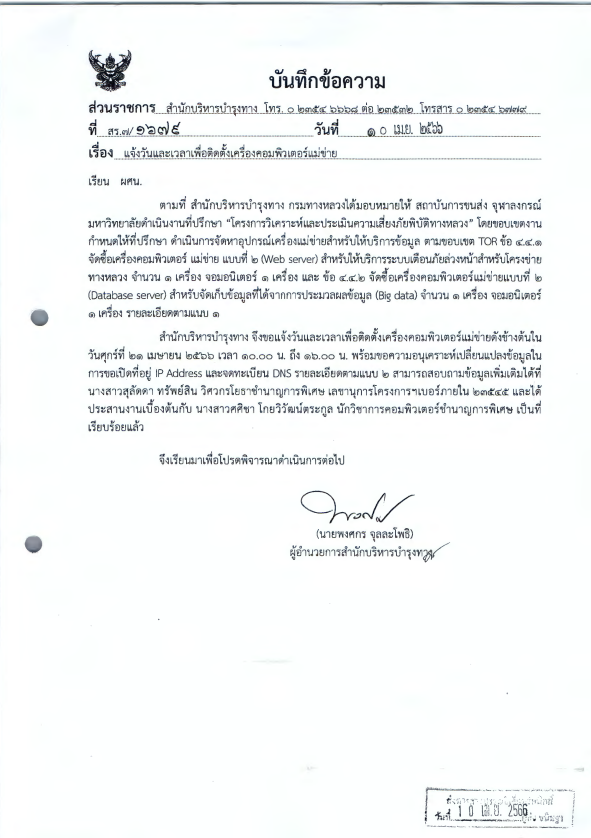 บันทึกข้อความ
ส่วนราชการ สำนักบริหารบำรุงทาง โทร. ๐ ๒๓๕๔ ๖๖๖๘ ต่อ ๒๓๕๓๒ โทรสาร ๐ ๒๓๕๔ ๖๗๗๙
ที่ สร.๗/๑๖๗๙ วันที่ ๑๐ เม.ย. ๒๕๖๖
เรื่อง แจ้งวันและเวลาเพื่อติดตั้งเครื่องคอมพิวเตอร์แม่ข่าย
เรียน ผศน.
ตามที่ สำนักบริหารบำรุงทาง กรมทางหลวงได้มอบหมายให้ สถาบันการขนส่ง จุฬาลงกรณ์
มหาวิทยาลัยดำเนินงานที่ปรึกษา "โครงการวิเคราะห์และประเมินความเสี่ยงภัยพิบัติทางหลวง" โดยขอบเขตงาน
กำหนดให้ที่ปรึกษา ดำเนินการจัดหาอุปกรณ์เครื่องแม่ข่ายสำหรับให้บริการข้อมูล ตามขอบเขต TOR ข้อ ๔.๔.๑
จัดซื้อเครื่องคอมพิวเตอร์ แม่ข่าย แบบที่ ๒ (Web server) สำหรับให้บริการระบบเตือนภัยล่วงหน้าสำหรับโครงข่าย
ทางหลวง จำนวน ๑ เครื่อง จอมอนิเตอร์ ๑ เครื่อง และ ข้อ ๔.๔.๒ จัดซื้อเครื่องคอมพิวเตอร์แม่ข่ายแบบที่ ๒
(Database server) สำหรับจัดเก็บข้อมูลที่ได้จากการประมวลผลข้อมูล (Big data) จำนวน ๑ เครื่อง จอมอนิเตอร์
๑ เครื่อง รายละเอียดตามแนบ ๑
สำนักบริหารบำรุงทาง จึงขอแจ้งวันและเวลาเพื่อติดตั้งเครื่องคอมพิวเตอร์แม่ข่ายดังข้างต้นใน
วันศุกร์ที่ ๒๑ เมษายน ๒๕๖๖ เวลา ๑๐.๐๐ น. ถึง ๑๖.๐๐ น. พร้อมขอความอนุเคราะห์เปลี่ยนแปลงข้อมูลใน
การขอเปิดที่อยู่ IP Address และจดทะเบียน DNS รายละเอียดตามแนบ ๒ สามารถสอบถามข้อมูลเพิ่มเติมได้ที่
นางสาวสุลัดดา ทรัพย์สิน วิศวกรโยธาชำนาญการพิเศษ เลขานุการโครงการฯเบอร์ภายใน ๒๓๕๔๕ และได้
ประสานงานเบื้องต้นกับ นางสาวศศิชา โกยวิวัฒน์ตระกูล นักวิชาการคอมพิวเตอร์ชำนาญการพิเศษ เป็นที่
เรียบร้อยแล้ว
จึงเรียนมาเพื่อโปรดพิจารณาดำเนินการต่อไป
(นายพงศกร จุลละโพธิ)
ผู้อำนวยการสำนักบริหารบำรุงทาง
วันที่ 10 เม.ย. 2566